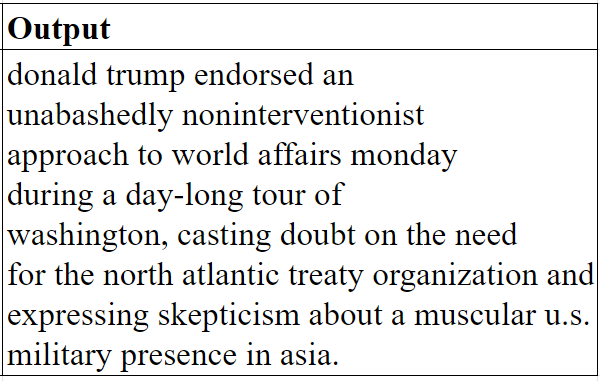 Output
donald trump endorsed an
unabashedly noninterventionist
approach to world affairs monday
during a day-long tour of
washington, casting doubt on the need
for the north atlantic treaty organization and
expressing skepticism about a muscular u.s.
military presence in asia.